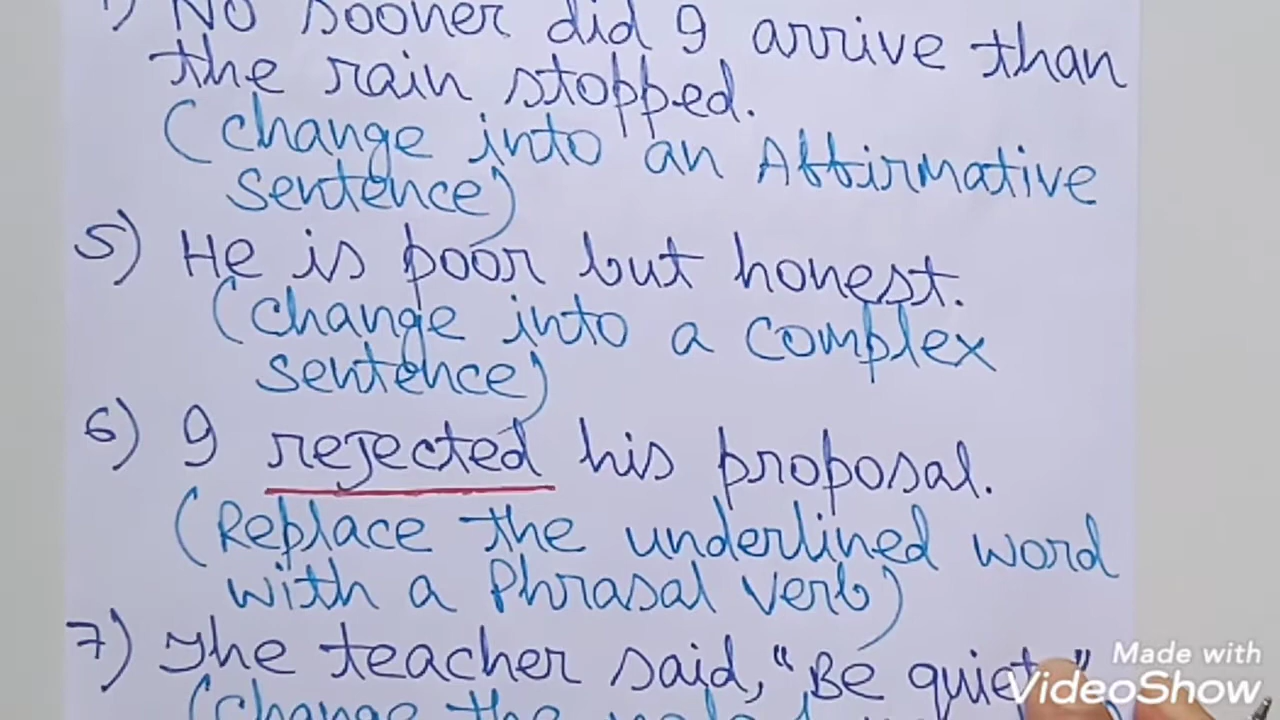 No sooner did I arrive than
the rain stopped.
(Change into an Affirmative
sentence)
5) He is poor but honest.
(Change into a complex
sentence)
6) I rejected his proposal.
(Replace the underlined word
with a Phrasal Verb)
7) The teacher said, "Be quiet"
(Change the
Made with
VideoShow